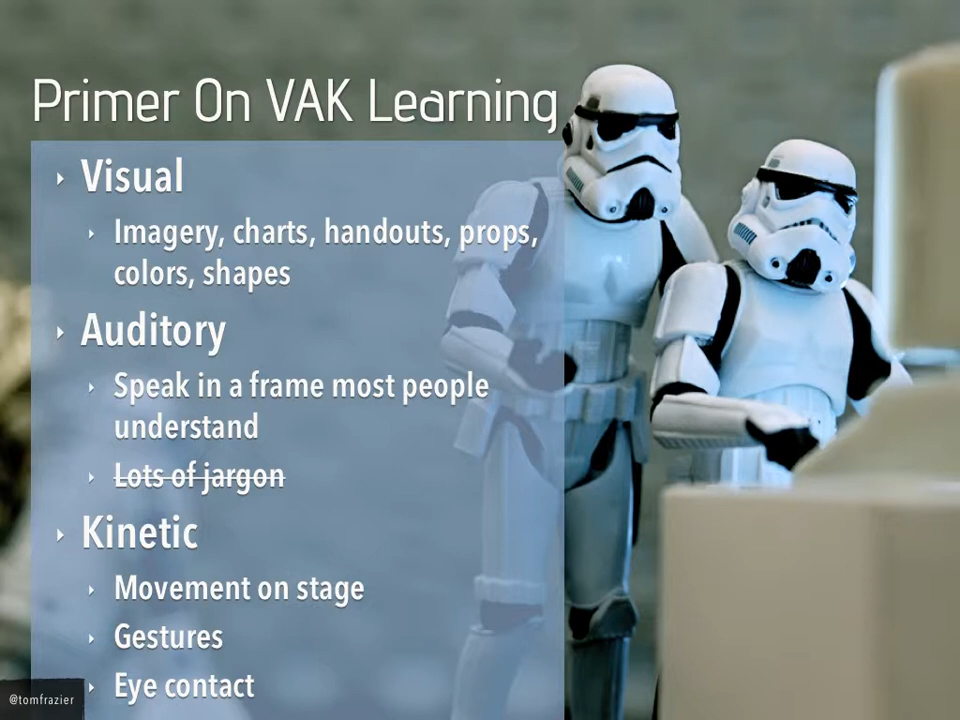 Primer On VAK Learning
Visual
Imagery, charts, handouts, props,
colors, shapes
Auditory
Speak in a frame most people
understand
Lots of jargon
Kinetic
Movement on stage
Gestures
Eye contact
@tomfrazier